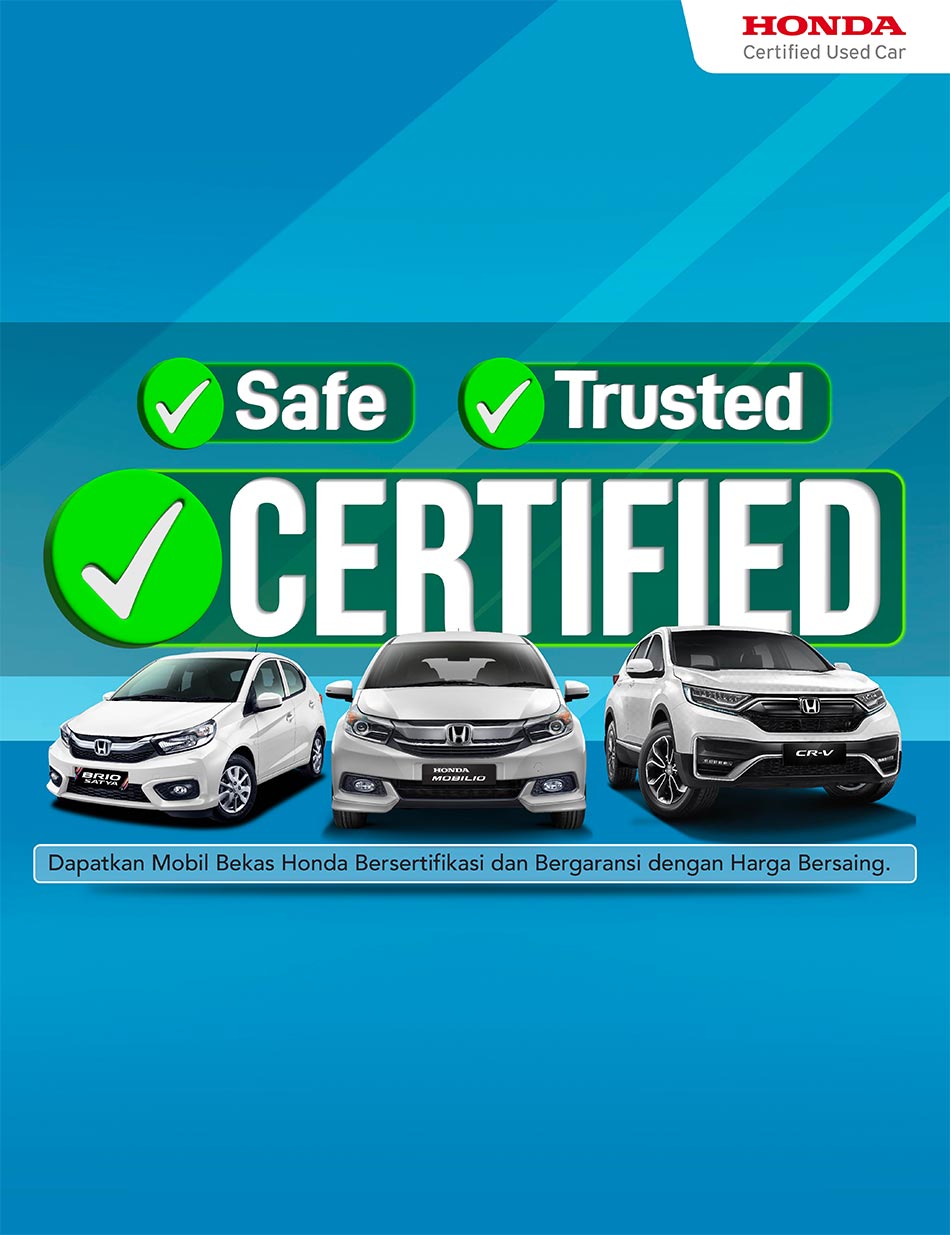 HONDA
Certified Used Car
Safe
Trusted
CERTIFIED
BRIO
SATYA
HONDA
MOBILIO
CR-V
Dapatkan Mobil Bekas Honda Bersertifikasi dan Bergaransi dengan Harga Bersaing.